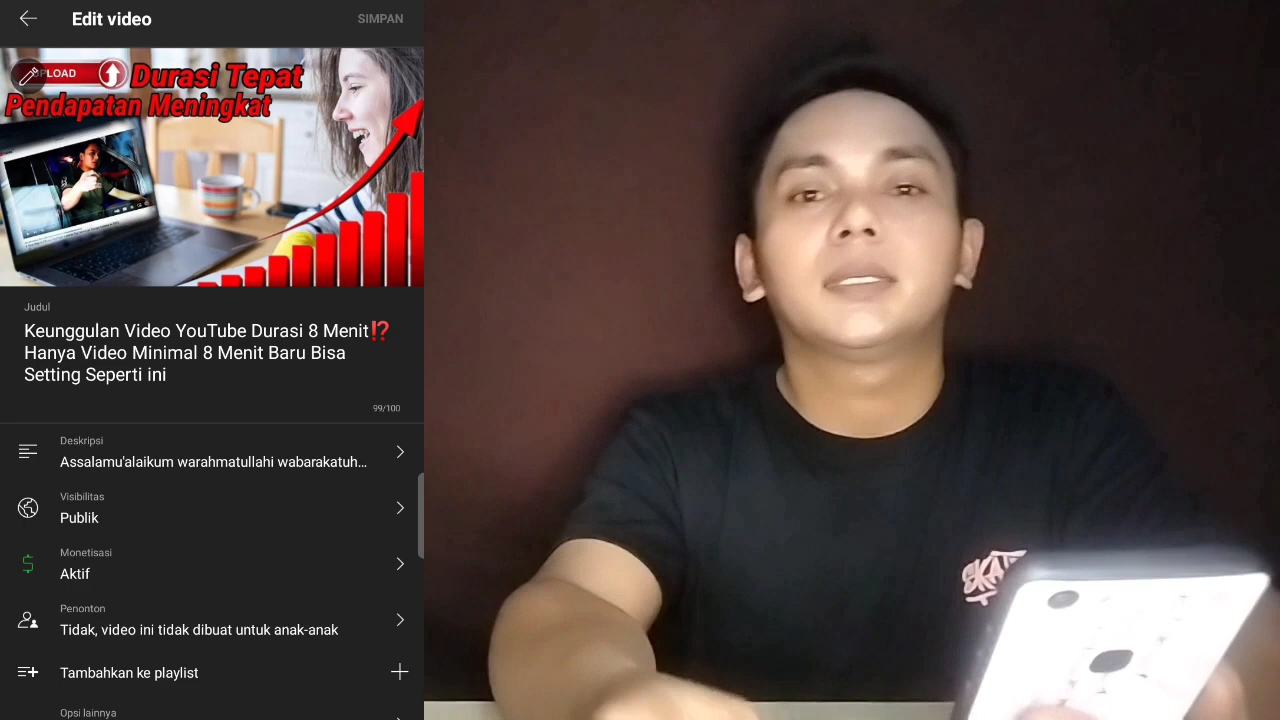 Edit video
SIMPAN
UPLOAD
Durasi Tepat
Pendapatan Meningkat
Judul
Keunggulan Video YouTube Durasi 8 Menit⁉️
Hanya Video Minimal 8 Menit Baru Bisa
Setting Seperti ini
99/100
Deskripsi
Assalamu'alaikum warahmatullahi wabarakatuh...
Visibilitas
Publik
Monetisasi
Aktif
Penonton
Tidak, video ini tidak dibuat untuk anak-anak
Tambahkan ke playlist
Opsi lainnya